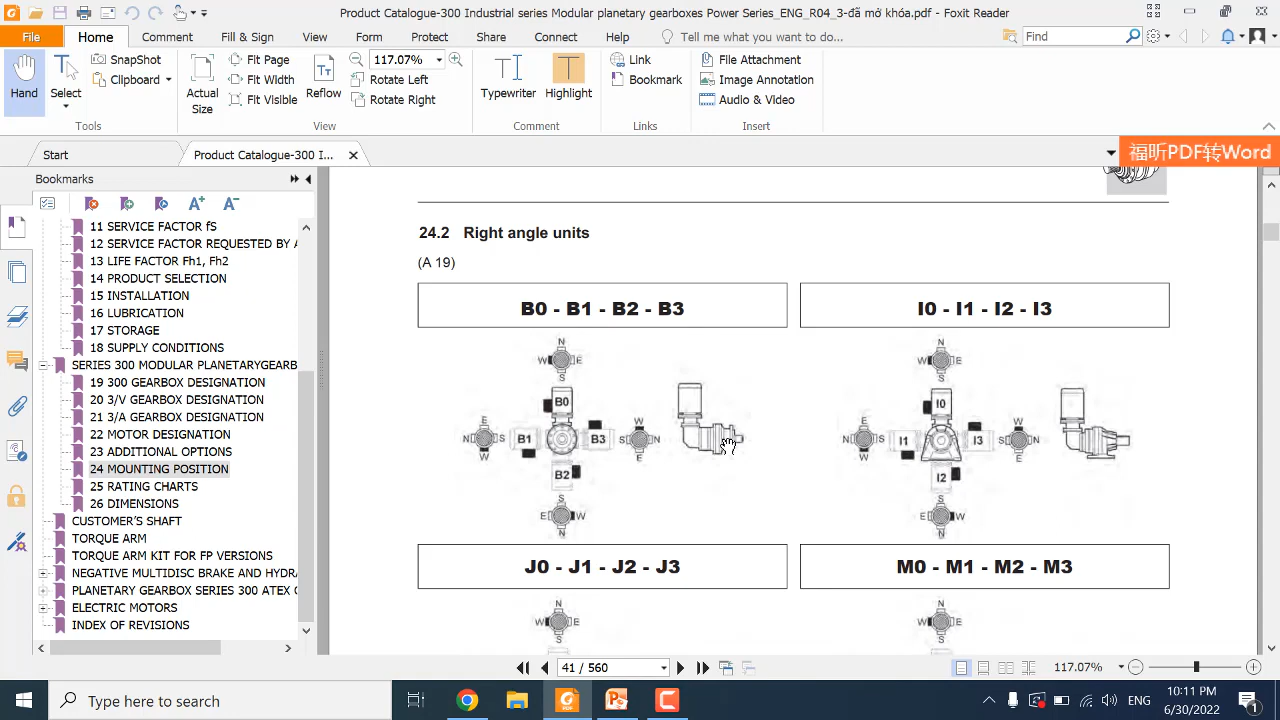 Product Catalogue-300 Industrial series Modular planetary gearboxes Power Series_ENG_R04_3-đã mở khóa.pdf - Foxit Reader
File Home Comment Fill & Sign View Form Protect Share Connect Help Tell me what you want to do... Find
Hand
Select
SnapShot
Clipboard
Tools
Actual Size
Fit Page
Fit Width
Fit Visible
Reflow
117.07%
Rotate Left
Rotate Right
View
Typewriter
Highlight
Comment
Link
Bookmark
Links
File Attachment
Image Annotation
Audio & Video
Insert
Start
Product Catalogue-300 I...
福昕PDF转Word
Bookmarks
11 SERVICE FACTOR fS
12 SERVICE FACTOR REQUESTED BY A
13 LIFE FACTOR Fh1, Fh2
14 PRODUCT SELECTION
15 INSTALLATION
16 LUBRICATION
17 STORAGE
18 SUPPLY CONDITIONS
SERIES 300 MODULAR PLANETARYGEARB
19 300 GEARBOX DESIGNATION
20 3/V GEARBOX DESIGNATION
21 3/A GEARBOX DESIGNATION
22 MOTOR DESIGNATION
23 ADDITIONAL OPTIONS
24 MOUNTING POSITION
25 RATING CHARTS
26 DIMENSIONS
CUSTOMER'S SHAFT
TORQUE ARM
TORQUE ARM KIT FOR FP VERSIONS
NEGATIVE MULTIDISC BRAKE AND HYDRA
PLANETARY GEARBOX SERIES 300 ATEX C
ELECTRIC MOTORS
INDEX OF REVISIONS
24.2 Right angle units
(A 19)
B0 - B1 - B2 - B3
N
W E
S
B0
E
N S
W
B1
B3
W
S N
E
B2
S
E W
N
I0 - I1 - I2 - I3
N
W E
S
I0
E
N S
W
I1
I3
W
S N
E
I2
S
E W
N
J0 - J1 - J2 - J3
N
W E
S
M0 - M1 - M2 - M3
N
W E
S
41 / 560
117.07%
Type here to search
ENG
10:11 PM
6/30/2022
1